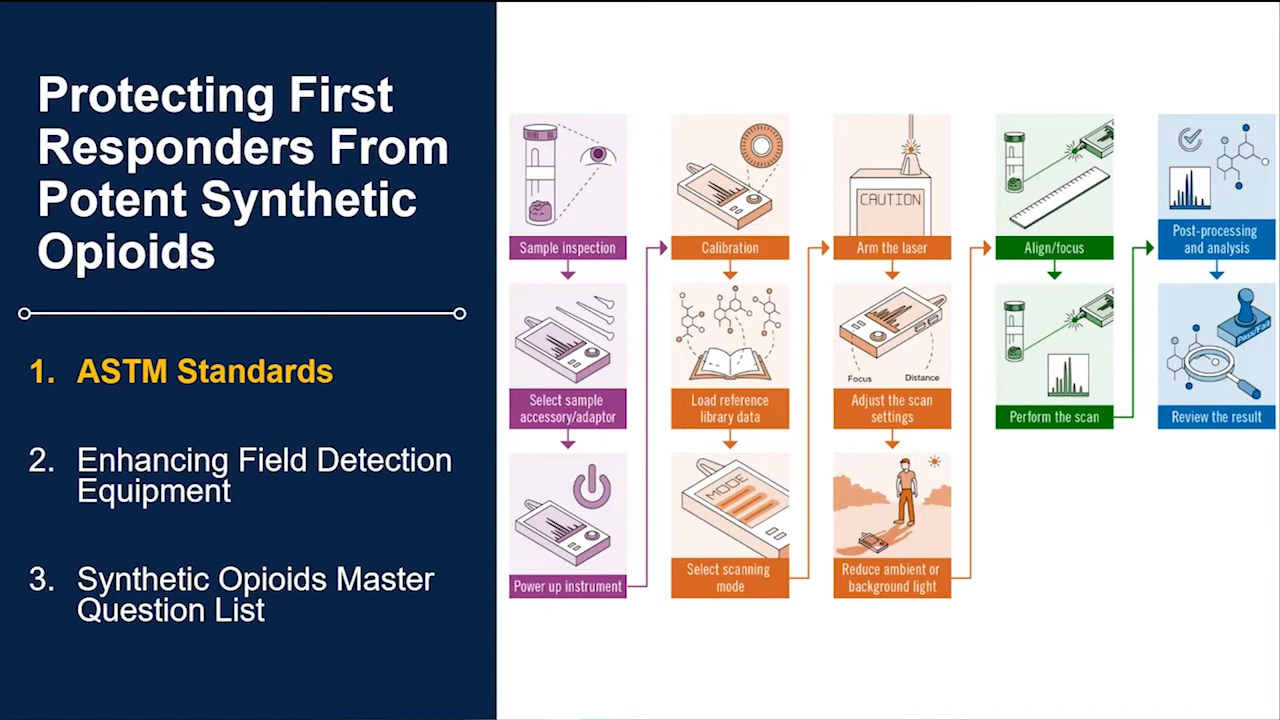 Protecting First
Responders From
Potent Synthetic
Opioids
1. ASTM Standards
2. Enhancing Field Detection
Equipment
3. Synthetic Opioids Master
Question List
Sample inspection
Select sample
accessory/adaptor
Power up instrument
Calibration
Load reference
library data
MODE
Select scanning
mode
CAUTION
Arm the laser
Focus
Distance
Adjust the scan
settings
Reduce ambient or
background light
Align/focus
Perform the scan
Post-processing
and analysis
Pass/Fail
Review the result